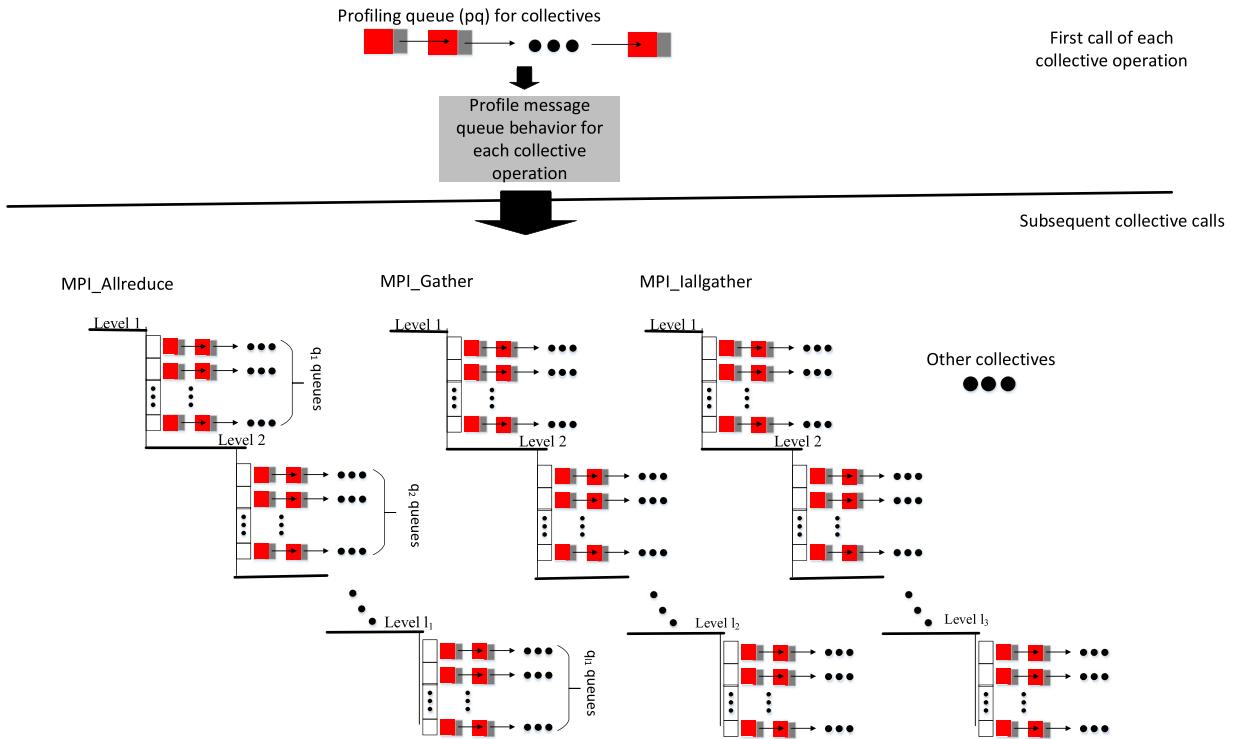 Profiling queue (pq) for collectives
First call of each
collective operation
Profile message
queue behavior for
each collective
operation
Subsequent collective calls
MPI_Allreduce
MPI_Gather
MPI_Iallgather
Level 1
Level 1
Level 1
q1 queues
Other collectives
Level 2
Level 2
Level 2
q2 queues
Level l1
Level l2
Level l3
ql1 queues